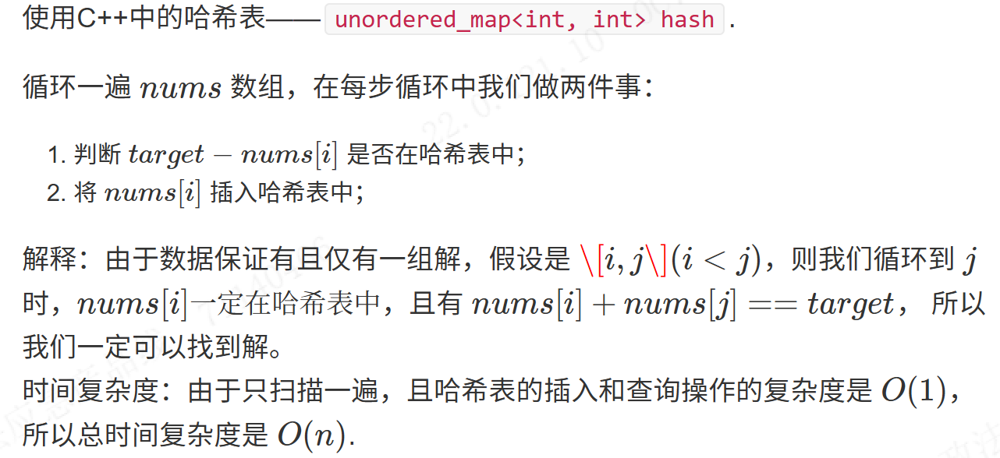 使用C++中的哈希表—— unordered_map<int, int> hash .
循环一遍 nums 数组，在每步循环中我们做两件事：
1. 判断 target − nums[i] 是否在哈希表中；
2. 将 nums[i] 插入哈希表中；
解释：由于数据保证有且仅有一组解，假设是 \[i, j\](i < j)，则我们循环到 j
时，nums[i]一定在哈希表中，且有 nums[i] + nums[j] == target， 所以
我们一定可以找到解。
时间复杂度：由于只扫描一遍，且哈希表的插入和查询操作的复杂度是 O(1)，
所以总时间复杂度是 O(n).